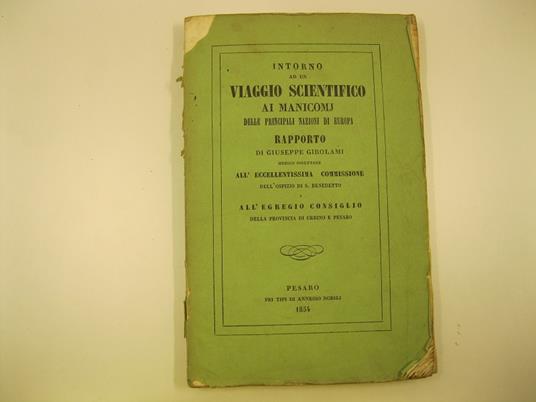 INTORNO
AD UN
VIAGGIO SCIENTIFICO
AI MANICOMJ
DELLE PRINCIPALI NAZIONI DI EUROPA
RAPPORTO
DI GIUSEPPE GIROLAMI
MEDICO DIRETTORE
ALL' ECCELLENTISSIMA COMMISSIONE
DELL'OSPIZIO DI S. BENEDETTO
E
ALL'EGREGIO CONSIGLIO
DELLA PROVINCIA DI URBINO E PESARO
PESARO
PEI TIPI DI ANNESIO NOBILI
1854